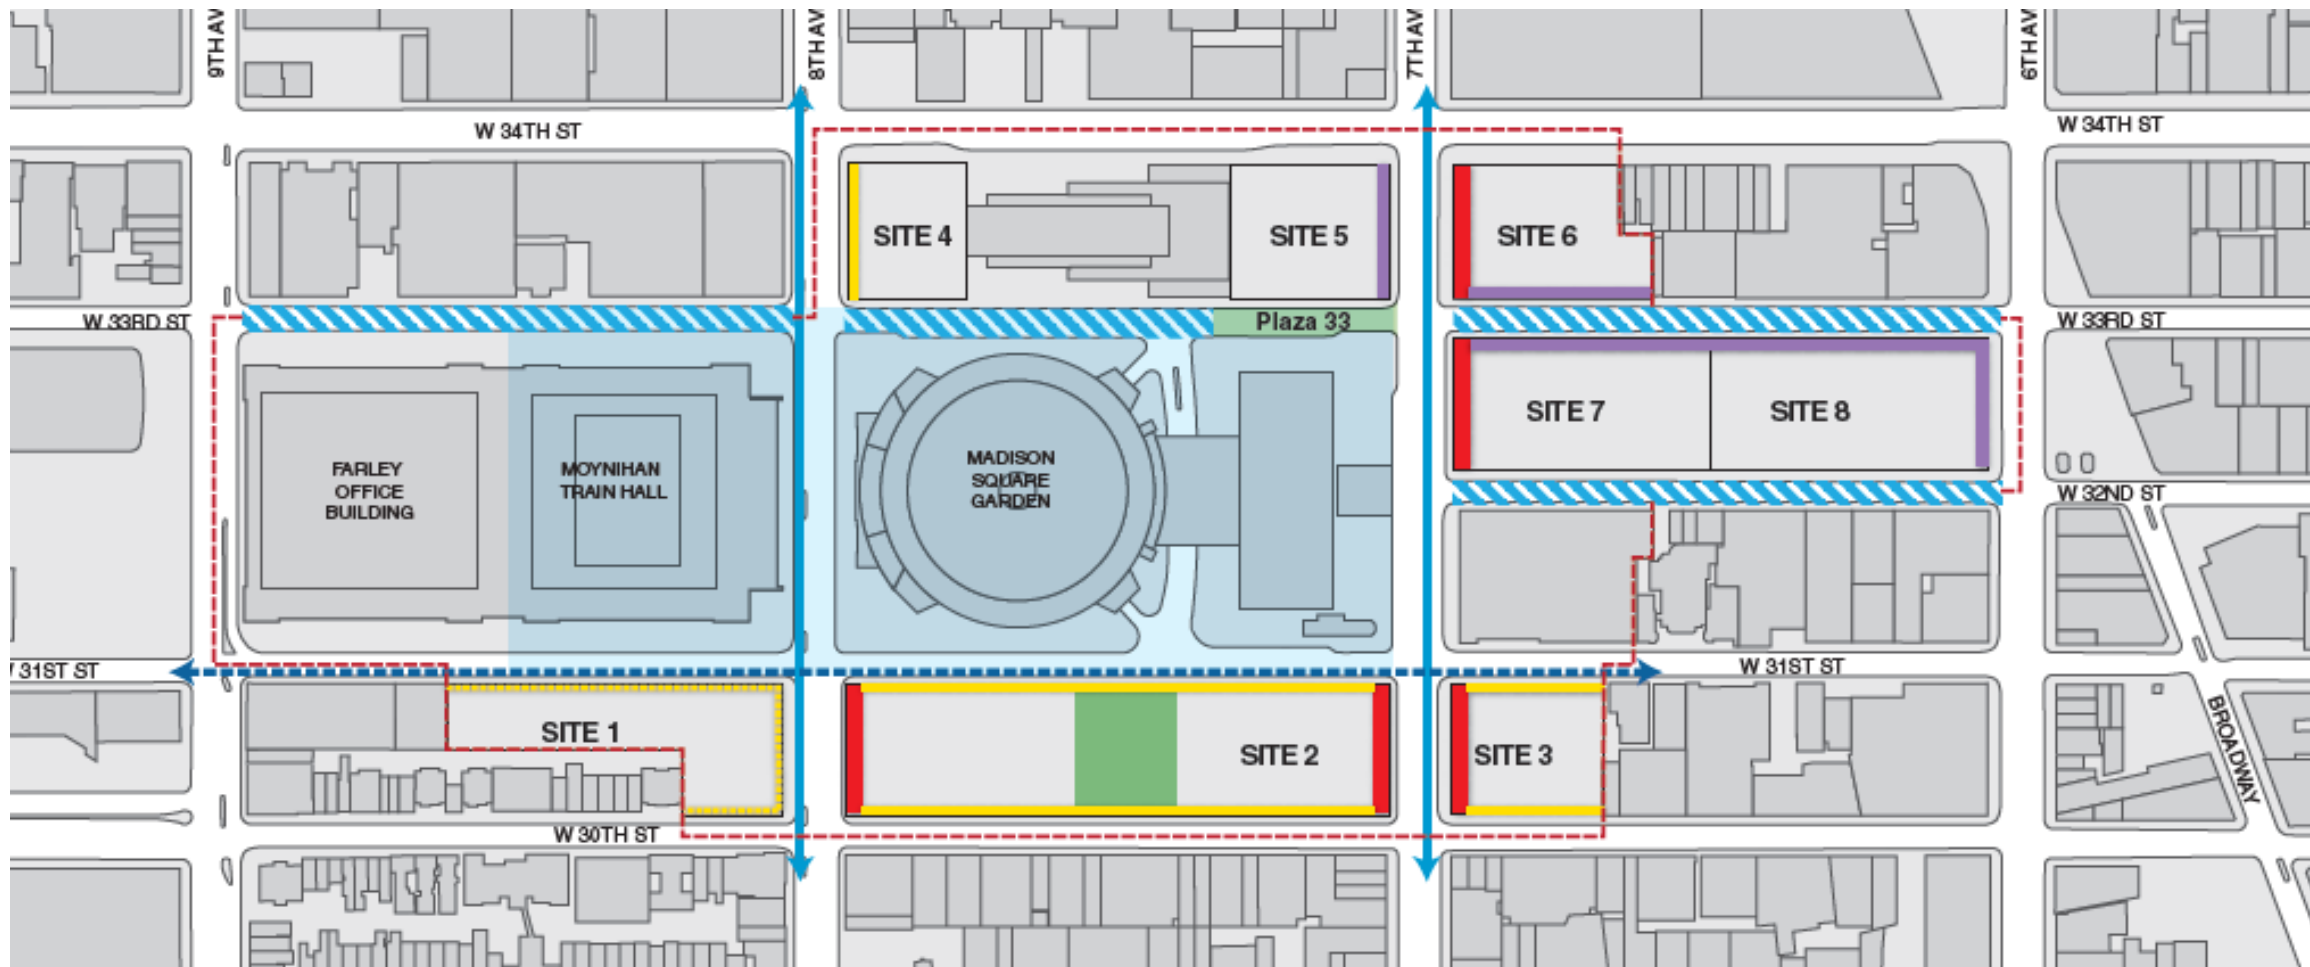 9TH AV
8TH AV
7TH AV
6TH AV
W 34TH ST
W 34TH ST
SITE 4
SITE 5
SITE 6
W 33RD ST
Plaza 33
W 33RD ST
SITE 7
SITE 8
FARLEY
OFFICE
BUILDING
MOYNIHAN
TRAIN HALL
MADISON
SQUARE
GARDEN
W 32ND ST
W 31ST ST
W 31ST ST
SITE 1
SITE 2
SITE 3
BROADWAY
W 30TH ST